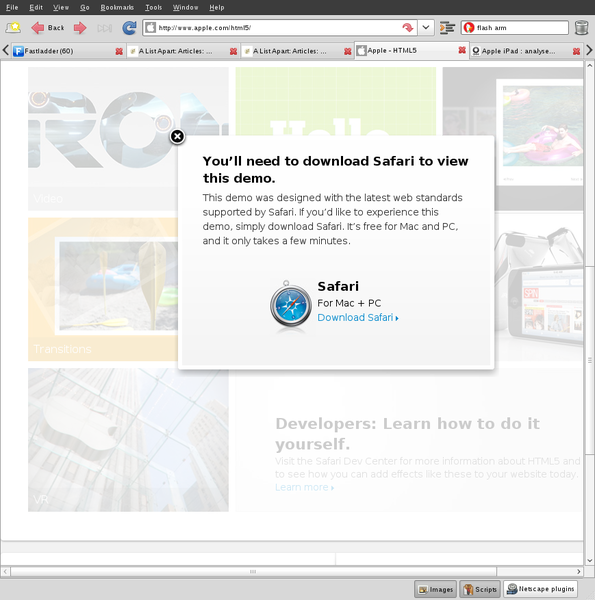 File Edit View Go Bookmarks Tools Window Help
Back http://www.apple.com/html5/ flash arm
Fastladder (60) A List Apart: Articles: ... A List Apart: Articles: ... Apple - HTML5 Apple iPad : analyse...
Hello
Video
You'll need to download Safari to view
this demo.
This demo was designed with the latest web standards
supported by Safari. If you'd like to experience this
demo, simply download Safari. It's free for Mac and PC,
and it only takes a few minutes.
Safari
For Mac + PC
Download Safari
Transitions
Developers: Learn how to do it
yourself.
Visit the Safari Dev Center for more information about HTML5 and
to see how you can add effects like these to your website today.
Learn more
VR
Images Scripts Netscape plugins